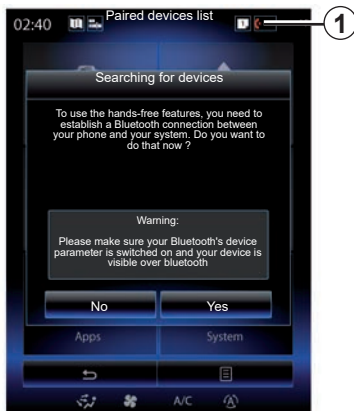 02:40
Paired devices list
1
Searching for devices
To use the hands-free features, you need to
establish a Bluetooth connection between
your phone and your system. Do you want to
do that now ?
Warning:
Please make sure your Bluetooth's device
parameter is switched on and your device is
visible over bluetooth
No
Yes
Apps
System
A/C